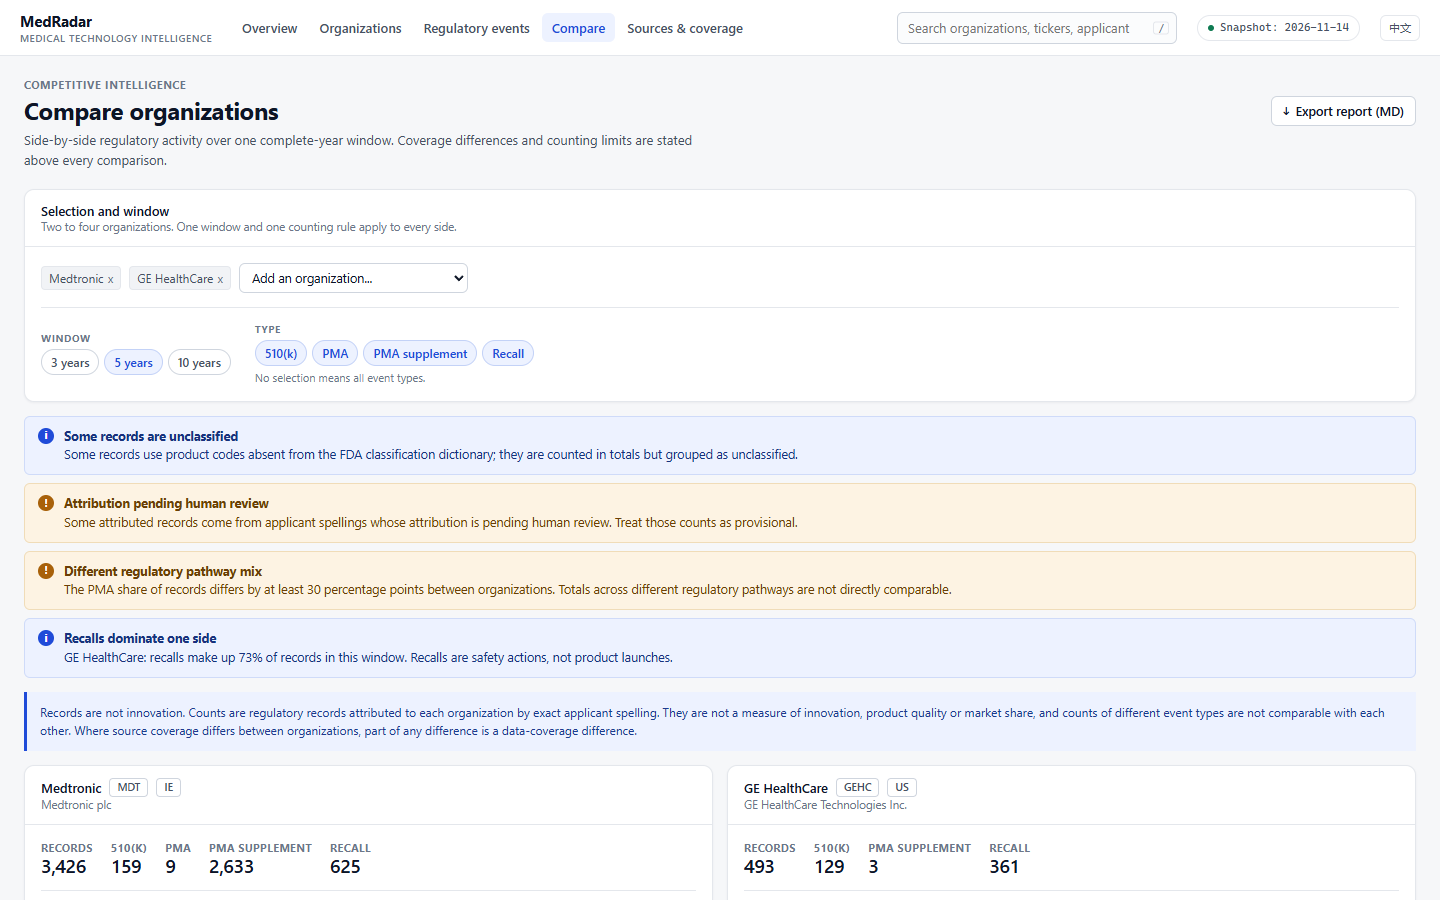 MedRadar
MEDICAL TECHNOLOGY INTELLIGENCE
Overview
Organizations
Regulatory events
Compare
Sources & coverage
Search organizations, tickers, applicant
/
Snapshot: 2026-11-14
中文
COMPETITIVE INTELLIGENCE
Compare organizations
↓ Export report (MD)
Side-by-side regulatory activity over one complete-year window. Coverage differences and counting limits are stated
above every comparison.
Selection and window
Two to four organizations. One window and one counting rule apply to every side.
Medtronic x
GE HealthCare x
Add an organization...
WINDOW
3 years
5 years
10 years
TYPE
510(k)
PMA
PMA supplement
Recall
No selection means all event types.
i
Some records are unclassified
Some records use product codes absent from the FDA classification dictionary; they are counted in totals but grouped as unclassified.
!
Attribution pending human review
Some attributed records come from applicant spellings whose attribution is pending human review. Treat those counts as provisional.
!
Different regulatory pathway mix
The PMA share of records differs by at least 30 percentage points between organizations. Totals across different regulatory pathways are not directly comparable.
i
Recalls dominate one side
GE HealthCare: recalls make up 73% of records in this window. Recalls are safety actions, not product launches.
Records are not innovation. Counts are regulatory records attributed to each organization by exact applicant spelling. They are not a measure of innovation, product quality or market share, and counts of different event types are not comparable with each
other. Where source coverage differs between organizations, part of any difference is a data-coverage difference.
Medtronic MDT IE
Medtronic plc
RECORDS 510(K) PMA PMA SUPPLEMENT RECALL
3,426 159 9 2,633 625
GE HealthCare GEHC US
GE HealthCare Technologies Inc.
RECORDS 510(K) PMA SUPPLEMENT RECALL
493 129 3 361